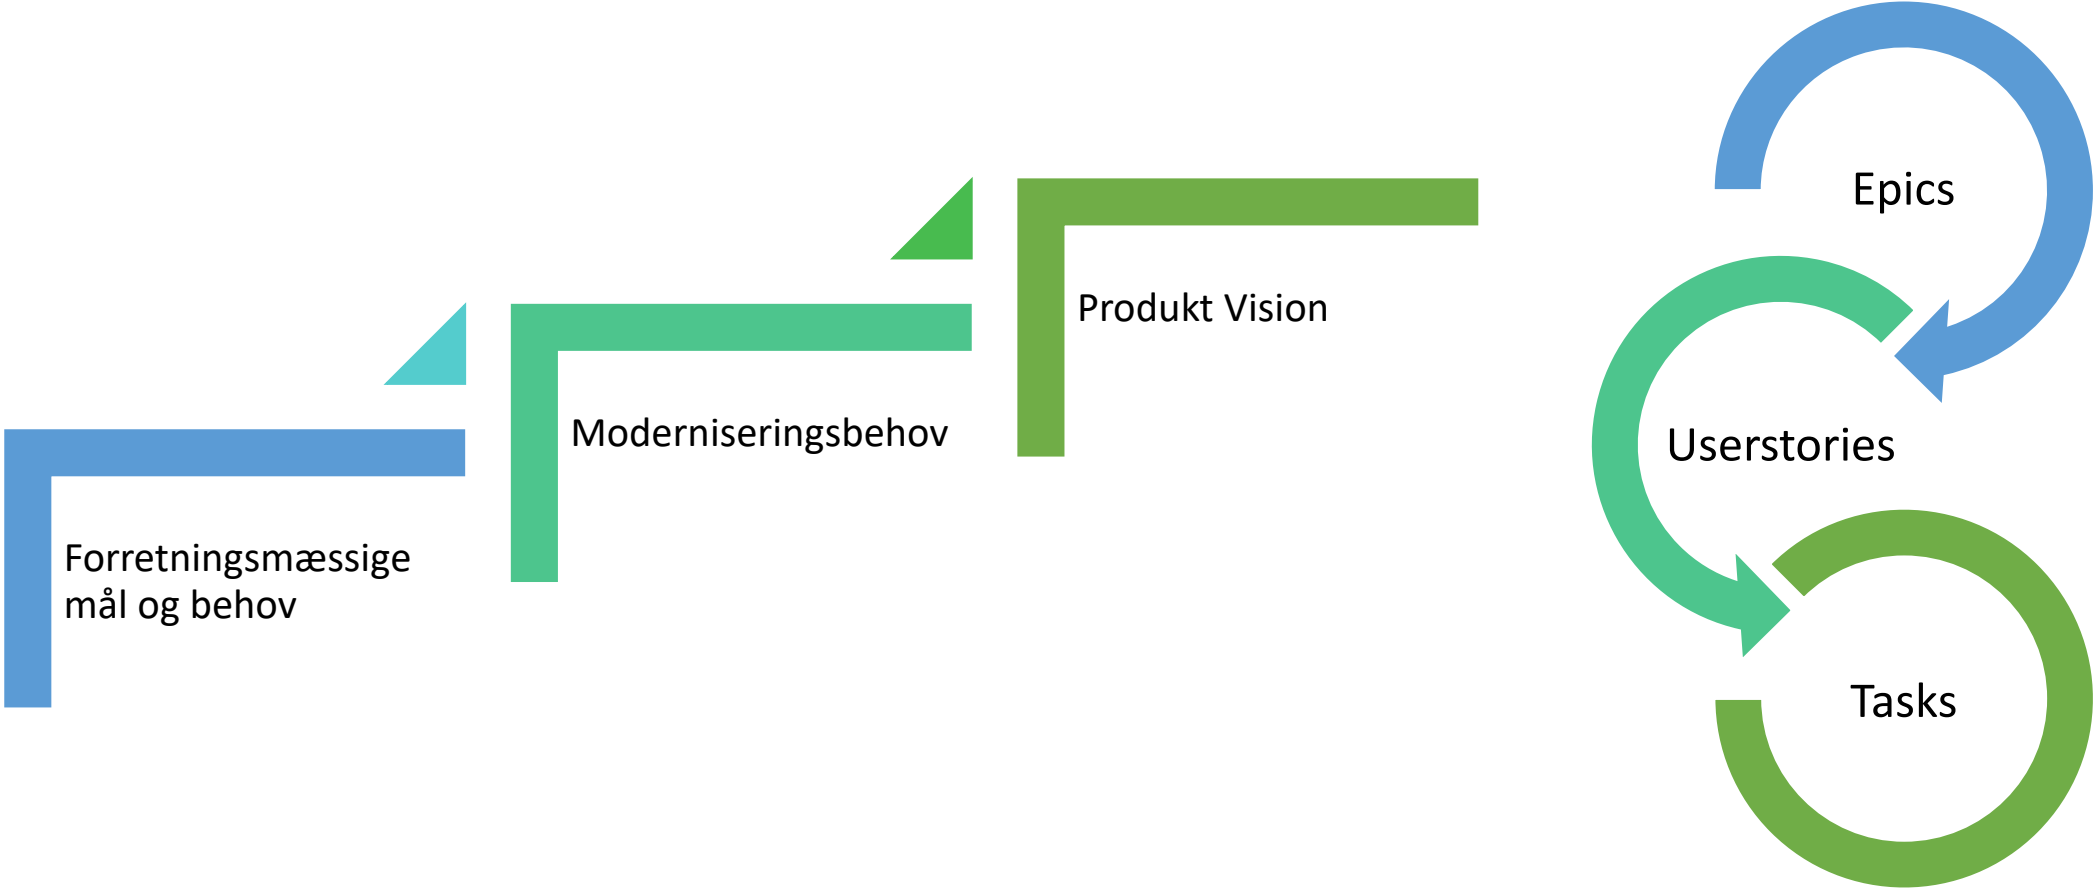 Forretningsmæssige
mål og behov
Moderniseringsbehov
Produkt Vision
Epics
Userstories
Tasks